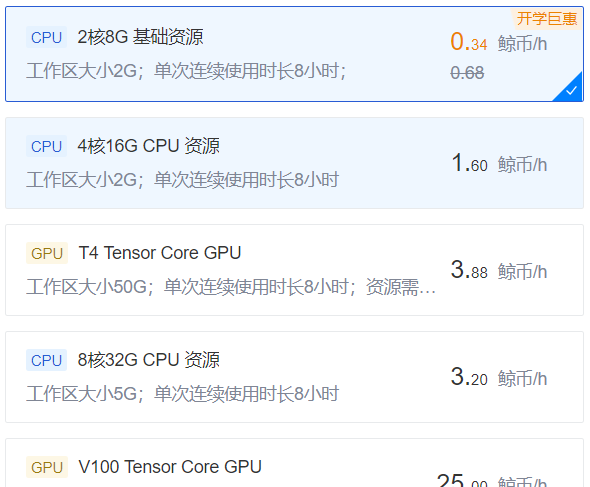 开学巨惠
CPU 2核8G 基础资源
0.34 鲸币/h
工作区大小2G；单次连续使用时长8小时；
0.68
CPU 4核16G CPU 资源
1.60 鲸币/h
工作区大小2G；单次连续使用时长8小时
GPU T4 Tensor Core GPU
3.88 鲸币/h
工作区大小50G；单次连续使用时长8小时；资源需…
CPU 8核32G CPU 资源
3.20 鲸币/h
工作区大小5G；单次连续使用时长8小时
GPU V100 Tensor Core GPU
25.00 鲸币/h